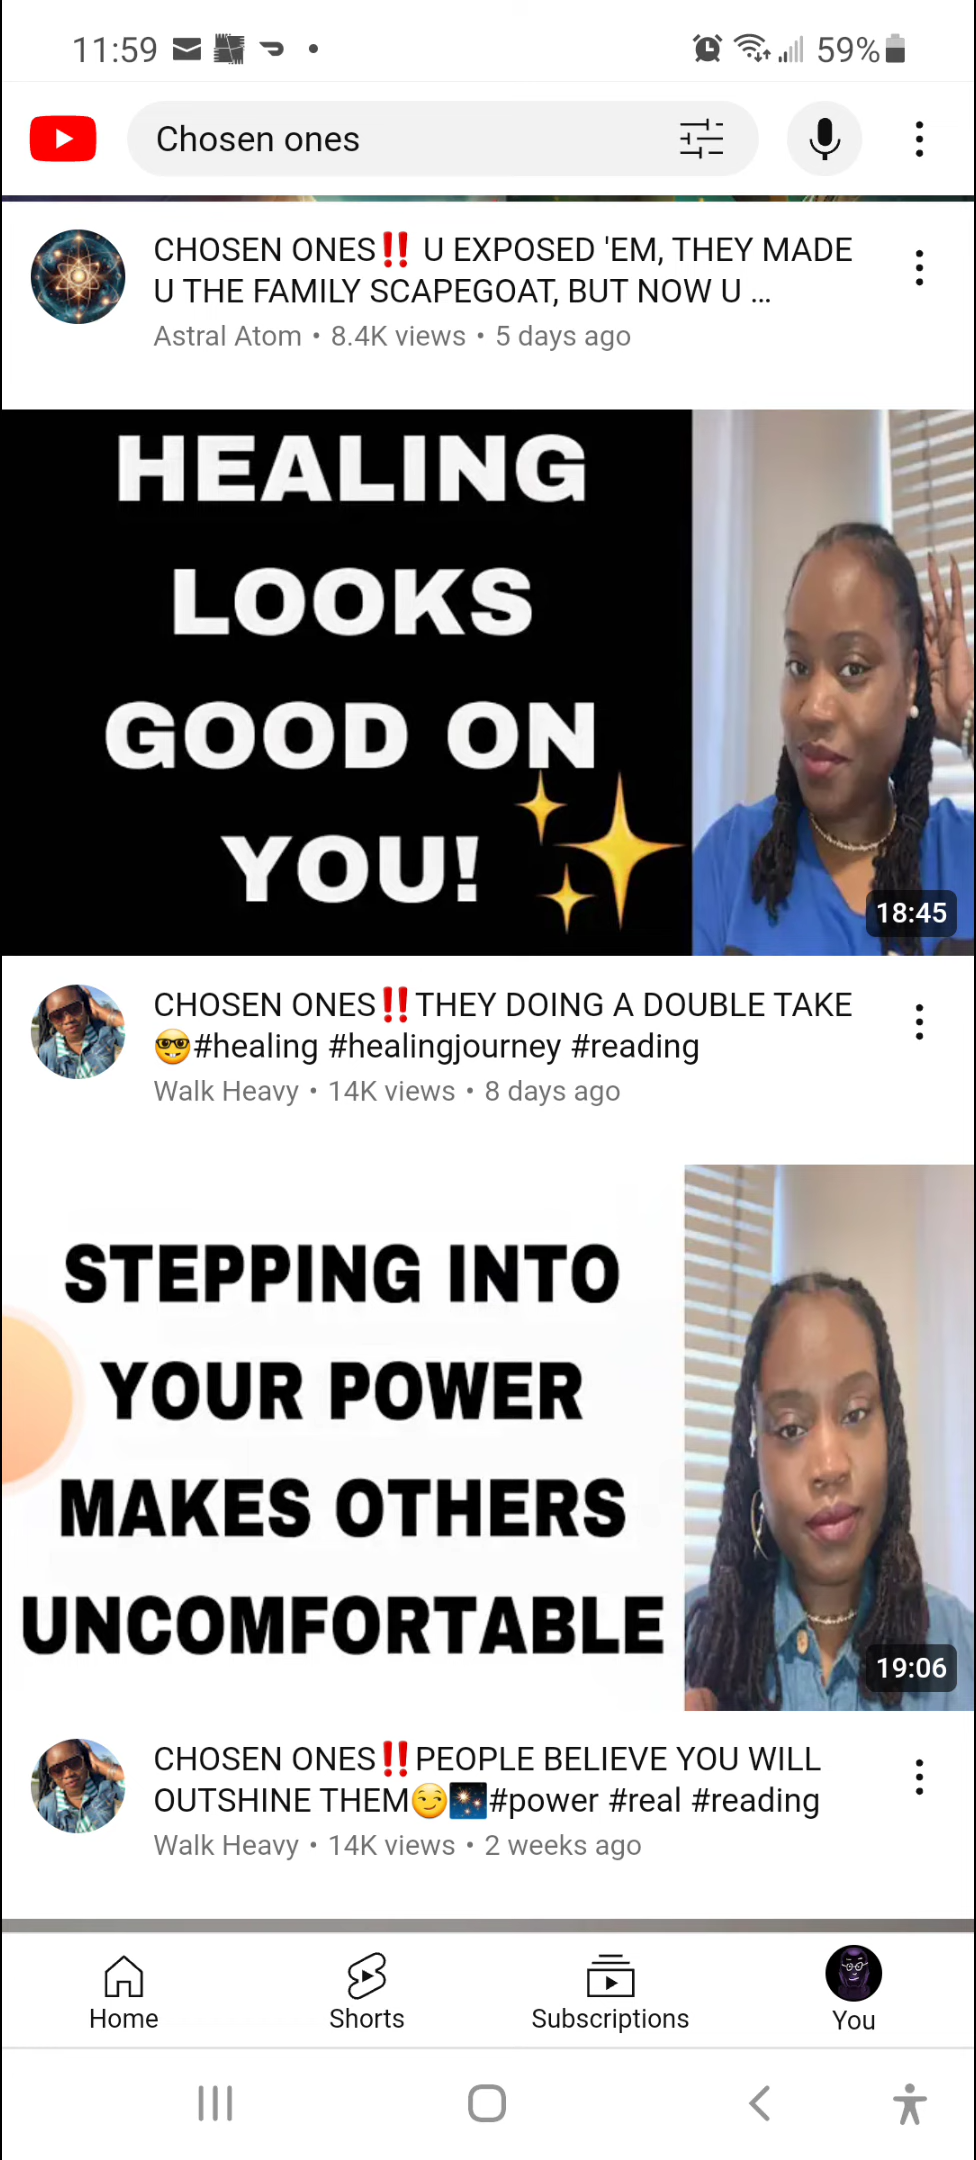 11:59
59%
Chosen ones
CHOSEN ONES‼️ U EXPOSED 'EM, THEY MADE
U THE FAMILY SCAPEGOAT, BUT NOW U ...
Astral Atom • 8.4K views • 5 days ago
HEALING
LOOKS
GOOD ON
YOU!✨
18:45
CHOSEN ONES‼️THEY DOING A DOUBLE TAKE
🤓#healing #healingjourney #reading
Walk Heavy • 14K views • 8 days ago
STEPPING INTO
YOUR POWER
MAKES OTHERS
UNCOMFORTABLE
19:06
CHOSEN ONES‼️PEOPLE BELIEVE YOU WILL
OUTSHINE THEM😏🎇#power #real #reading
Walk Heavy • 14K views • 2 weeks ago
Home
Shorts
Subscriptions
You